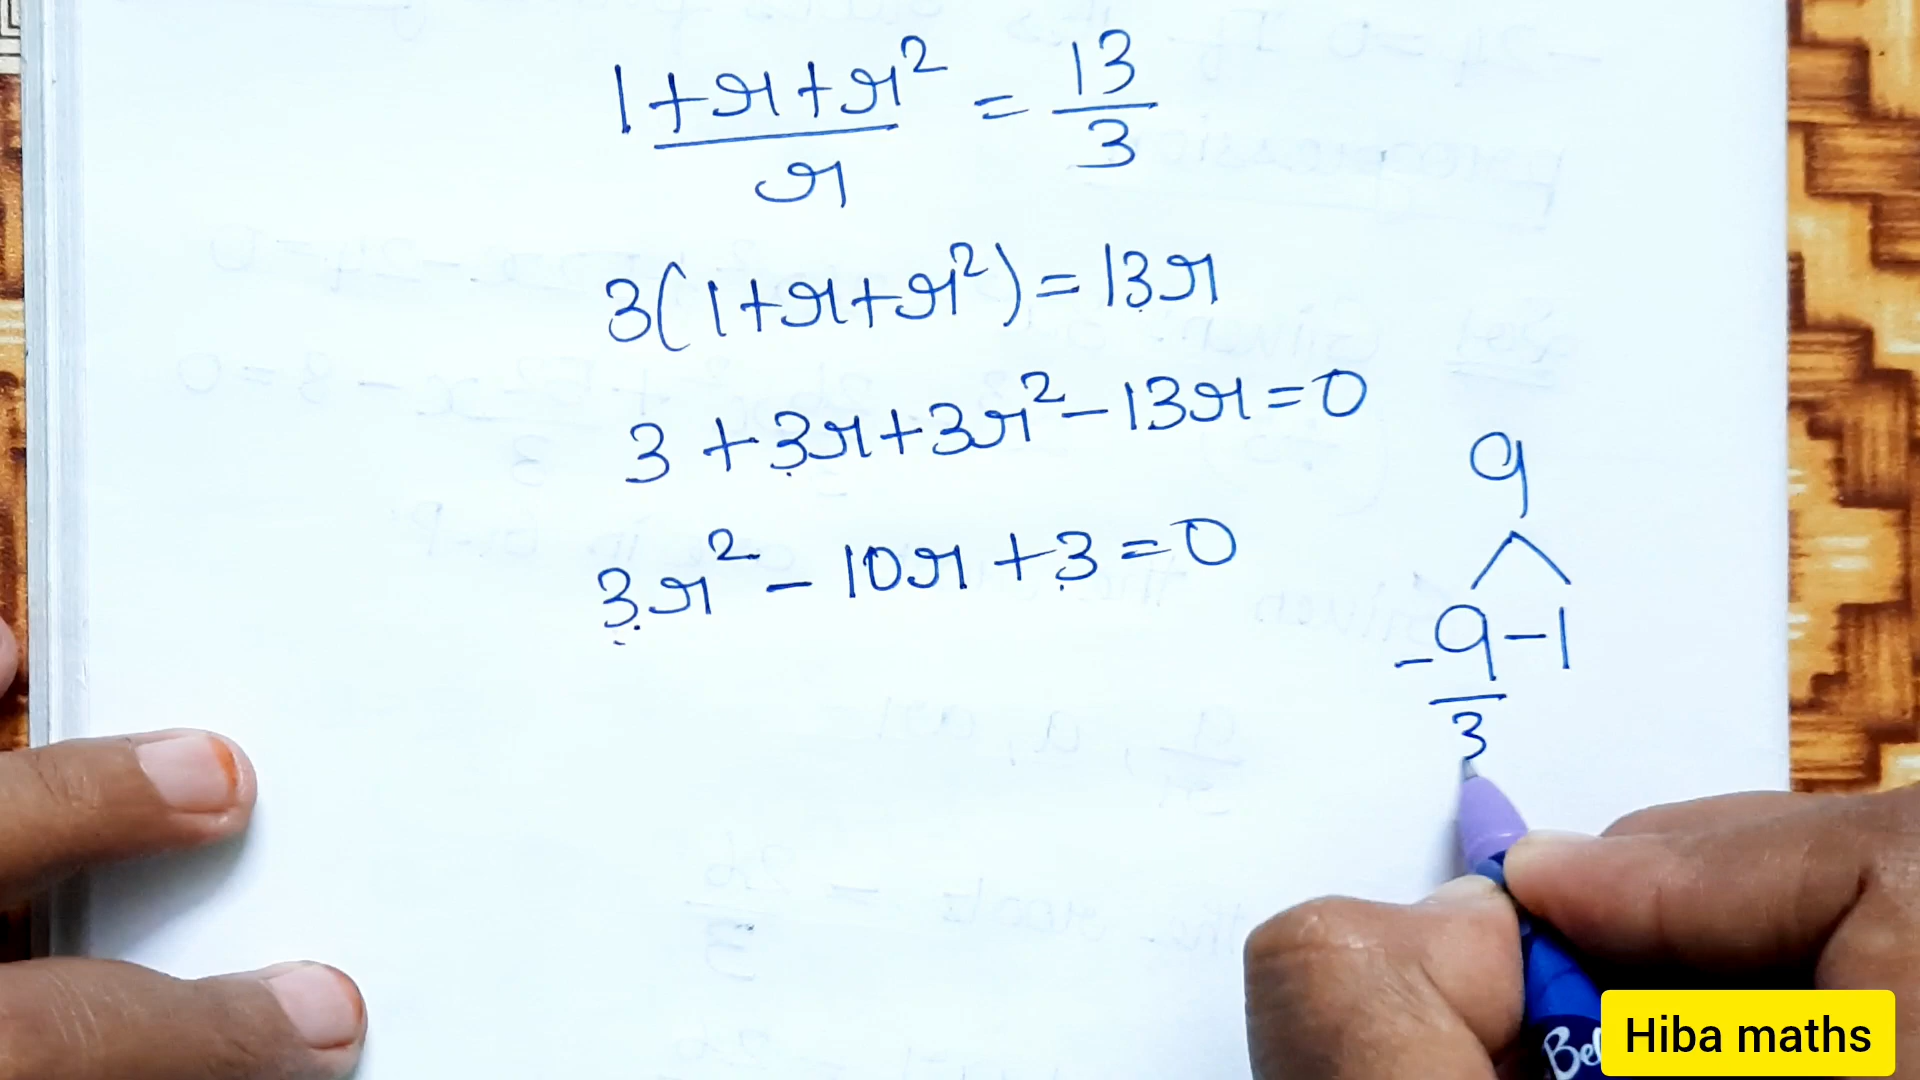 1+r+r² / r = 13/3
3(1+r+r²)=13r
3 +3r+3r²-13r=0
3r² - 10r +3=0
9
-9 -1
3
Bel
Hiba maths